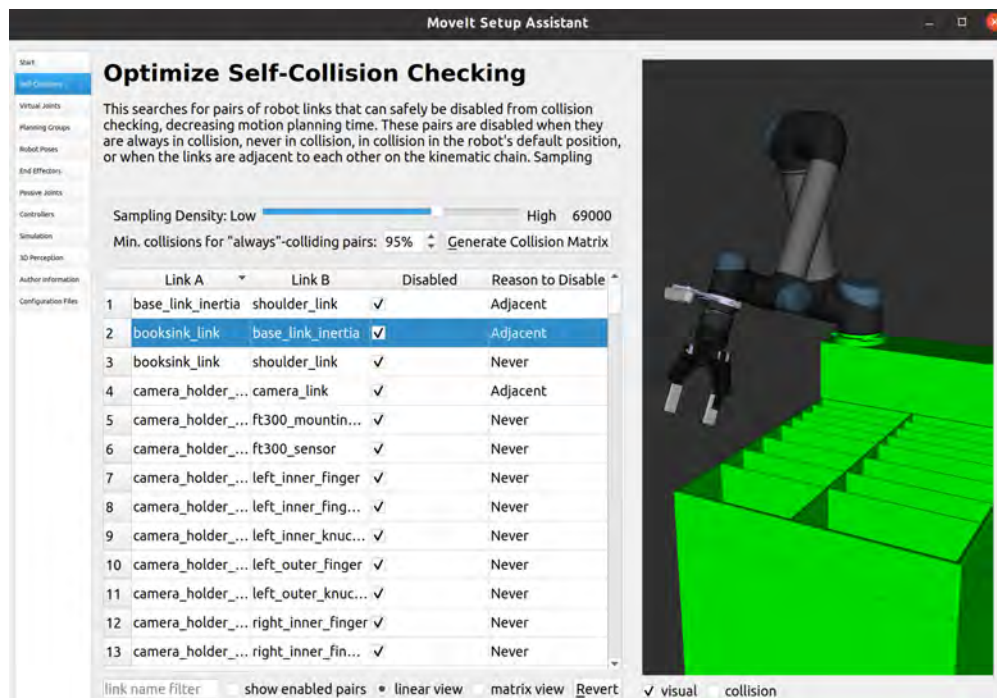 MoveIt Setup Assistant
Start
Self-Collisions
Virtual Joints
Planning Groups
Robot Poses
End Effectors
Passive Joints
Controllers
Simulation
3D Perception
Author Information
Configuration Files
Optimize Self-Collision Checking
This searches for pairs of robot links that can safely be disabled from collision
checking, decreasing motion planning time. These pairs are disabled when they
are always in collision, never in collision, in collision in the robot's default position,
or when the links are adjacent to each other on the kinematic chain. Sampling
Sampling Density: Low High 69000
Min. collisions for "always"-colliding pairs: 95% Generate Collision Matrix
Link A Link B Disabled Reason to Disable
1 base_link_inertia shoulder_link ✓ Adjacent
2 booksink_link base_link_inertia ✓ Adjacent
3 booksink_link shoulder_link ✓ Never
4 camera_holder_... camera_link ✓ Adjacent
5 camera_holder_... ft300_mountin... ✓ Never
6 camera_holder_... ft300_sensor ✓ Never
7 camera_holder_... left_inner_finger ✓ Never
8 camera_holder_... left_inner_fing... ✓ Never
9 camera_holder_... left_inner_knuc... ✓ Never
10 camera_holder_... left_outer_finger ✓ Never
11 camera_holder_... left_outer_knuc... ✓ Never
12 camera_holder_... right_inner_finger ✓ Never
13 camera_holder_... right_inner_fin... ✓ Never
link name filter show enabled pairs linear view matrix view Revert ✓ visual collision